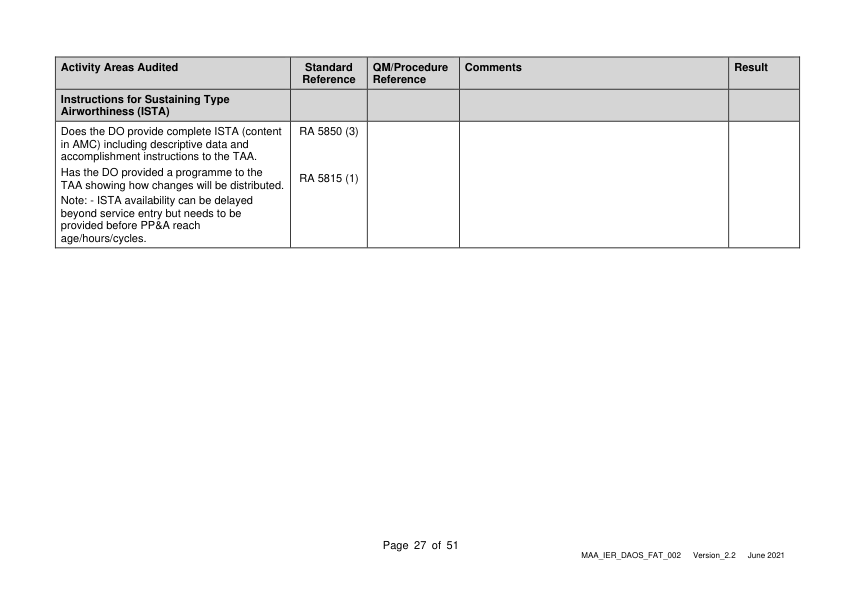 Activity Areas Audited
Standard Reference
QM/Procedure Reference
Comments
Result
Instructions for Sustaining Type
Airworthiness (ISTA)
Does the DO provide complete ISTA (content
in AMC) including descriptive data and
accomplishment instructions to the TAA.
RA 5850 (3)
Has the DO provided a programme to the
TAA showing how changes will be distributed.
RA 5815 (1)
Note: - ISTA availability can be delayed
beyond service entry but needs to be
provided before PP&A reach
age/hours/cycles.
Page 27 of 51
MAA_IER_DAOS_FAT_002 Version_2.2 June 2021